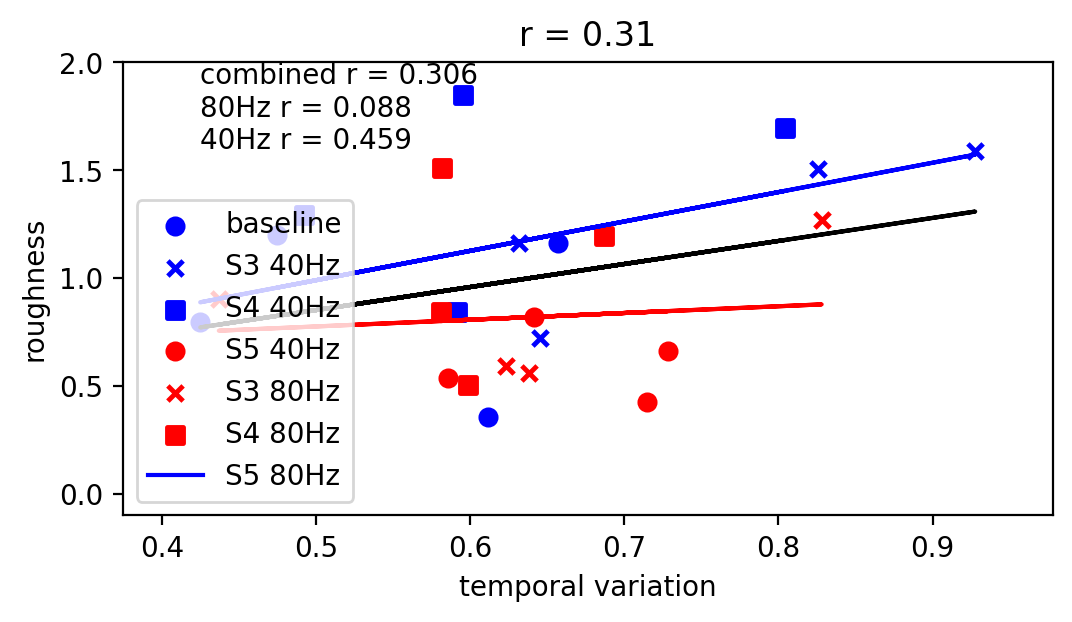 r = 0.31
combined r = 0.306
80Hz r = 0.088
40Hz r = 0.459
2.0
1.5
1.0
0.5
0.0
roughness
baseline
S3 40Hz
S4 40Hz
S5 40Hz
S3 80Hz
S4 80Hz
S5 80Hz
0.4 0.5 0.6 0.7 0.8 0.9
temporal variation